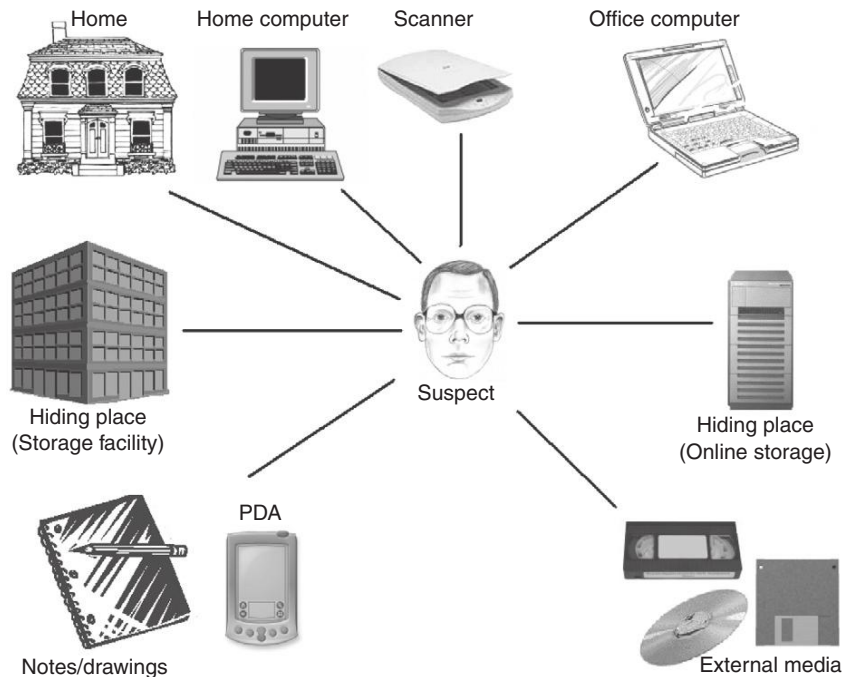 Home
Home computer
Scanner
Office computer
Suspect
Hiding place
(Storage facility)
Hiding place
(Online storage)
PDA
Notes/drawings
External media